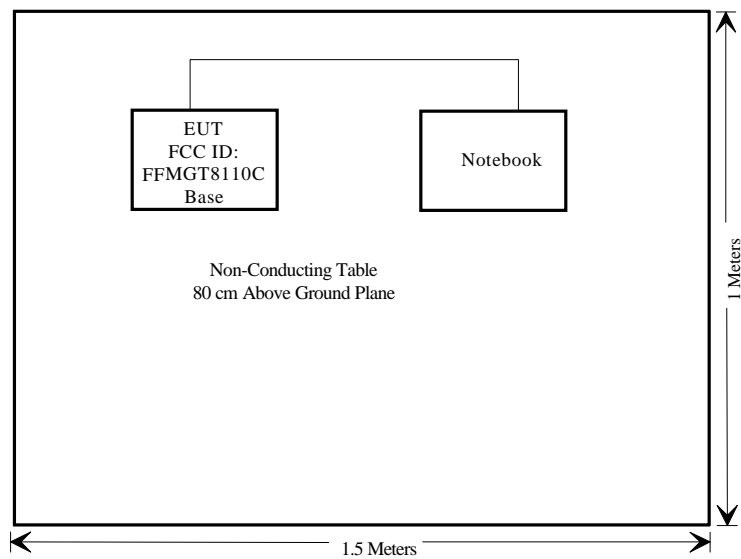 EUT
FCC ID:
FFMGT8110C
Base
Notebook
Non-Conducting Table
80 cm Above Ground Plane
1 Meters
1.5 Meters